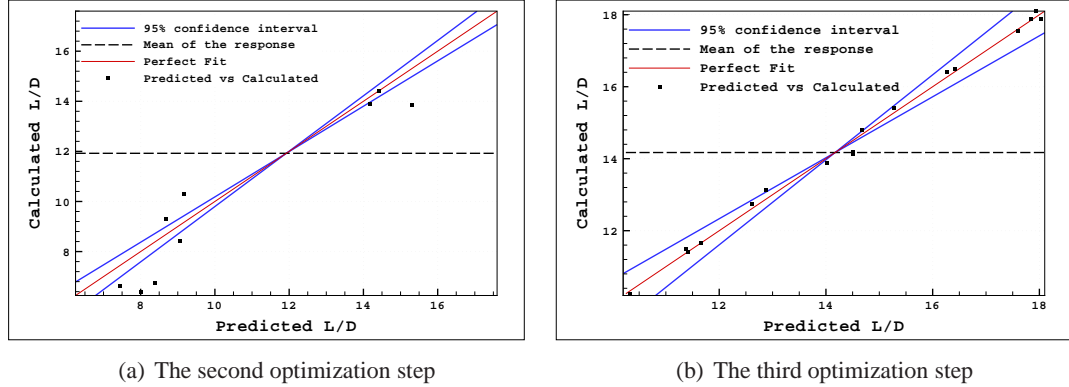 95% confidence interval
Mean of the response
Perfect Fit
Predicted vs Calculated
Calculated L/D
16
14
12
10
8
8
10
12
14
16
Predicted L/D
(a) The second optimization step
95% confidence interval
Mean of the response
Perfect Fit
Predicted vs Calculated
Calculated L/D
18
16
14
12
12
14
16
18
Predicted L/D
(b) The third optimization step